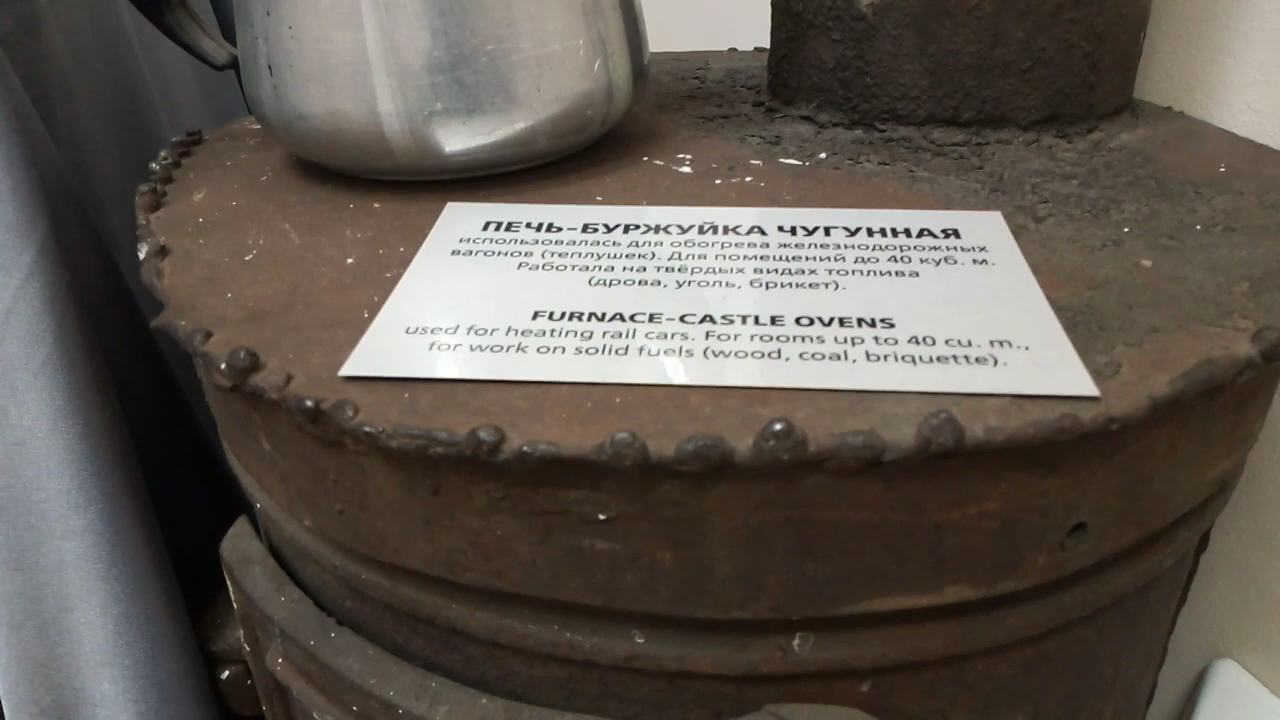 ПЕЧЬ-БУРЖУЙКА ЧУГУННАЯ
использовалась для обогрева железнодорожных
вагонов (теплушек). Для помещений до 40 куб. м.
Работала на твёрдых видах топлива
(дрова, уголь, брикет).
FURNACE-CASTLE OVENS
used for heating rail cars. For rooms up to 40 cu. m.,
for work on solid fuels (wood, coal, briquette).